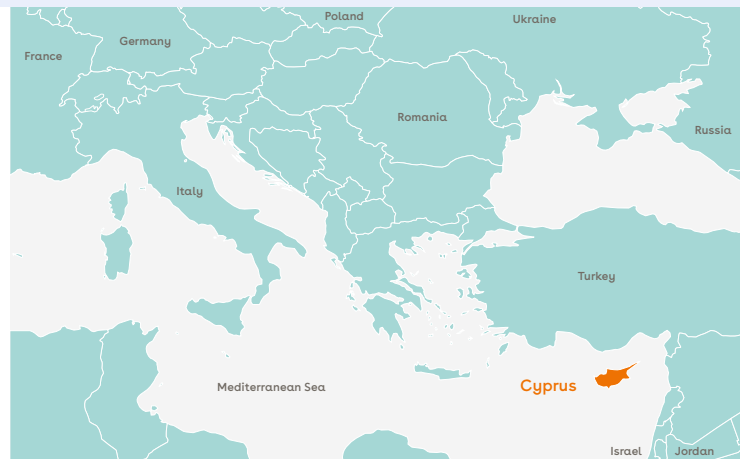 Poland
Ukraine
Germany
France
Romania
Russia
Italy
Turkey
Cyprus
Mediterranean Sea
Israel
Jordan